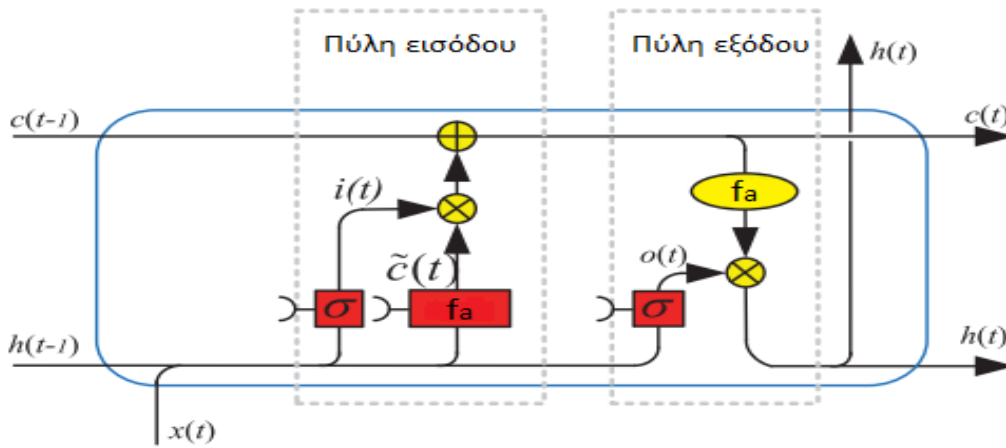 Πύλη εισόδου
Πύλη εξόδου
h(t)
c(t-1)
c(t)
i(t)
fa
c̃(t)
o(t)
σ
fa
σ
h(t-1)
h(t)
x(t)